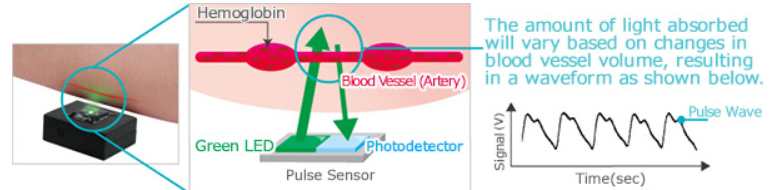 Hemoglobin
Blood Vessel (Artery)
Green LED
Photodetector
Pulse Sensor
The amount of light absorbed
will vary based on changes in
blood vessel volume, resulting
in a waveform as shown below.
Signal (V)
Pulse Wave
Time(sec)